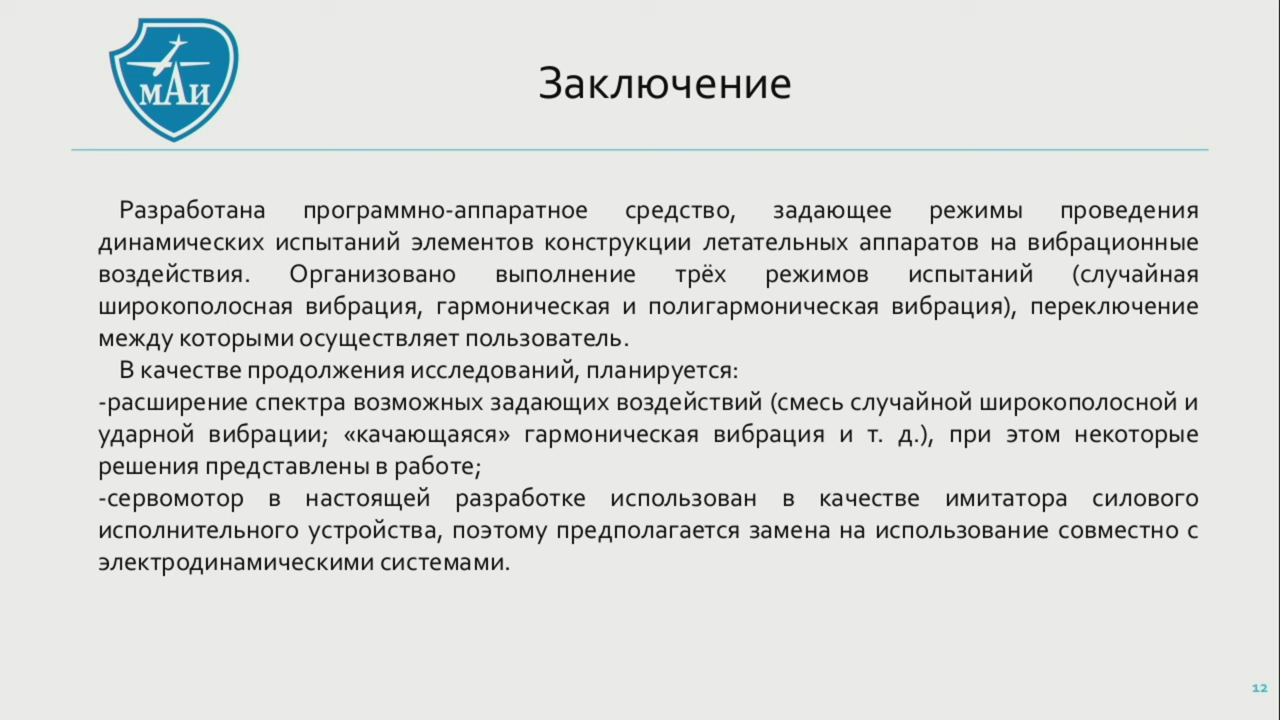 МАИ
Заключение
Разработана программно-аппаратное средство, задающее режимы проведения
динамических испытаний элементов конструкции летательных аппаратов на вибрационные
воздействия. Организовано выполнение трёх режимов испытаний (случайная
широкополосная вибрация, гармоническая и полигармоническая вибрация), переключение
между которыми осуществляет пользователь.
В качестве продолжения исследований, планируется:
-расширение спектра возможных задающих воздействий (смесь случайной широкополосной и
ударной вибрации; «качающаяся» гармоническая вибрация и т. д.), при этом некоторые
решения представлены в работе;
-сервомотор в настоящей разработке использован в качестве имитатора силового
исполнительного устройства, поэтому предполагается замена на использование совместно с
электродинамическими системами.
12